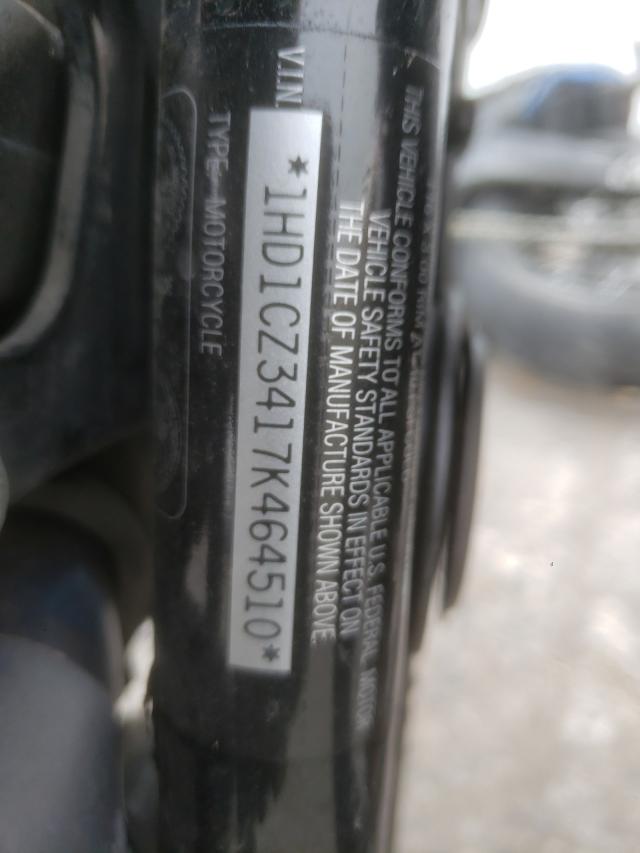 THIS VEHICLE CONFORMS TO ALL APPLICABLE U.S. FEDERAL MOTOR
VEHICLE SAFETY STANDARDS IN EFFECT ON
THE DATE OF MANUFACTURE SHOWN ABOVE.
VIN
*1HD1CZ3417K464510*
TYPE - MOTORCYCLE